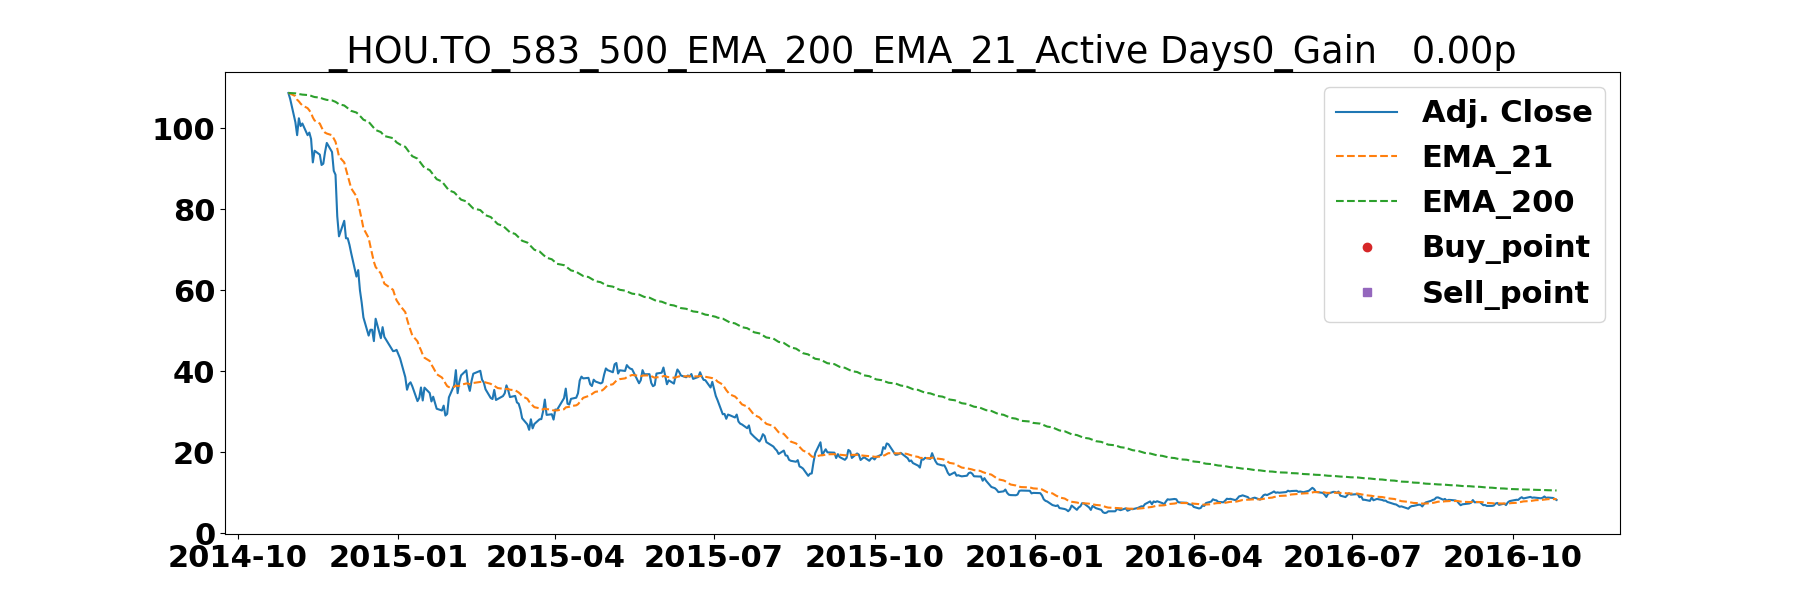 _HOU.TO_583_500_EMA_200_EMA_21_Active Days0_Gain   0.00p
Adj. Close
EMA_21
EMA_200
Buy_point
Sell_point
100
80
60
40
20
0
2014-10 2015-01 2015-04 2015-07 2015-10 2016-01 2016-04 2016-07 2016-10